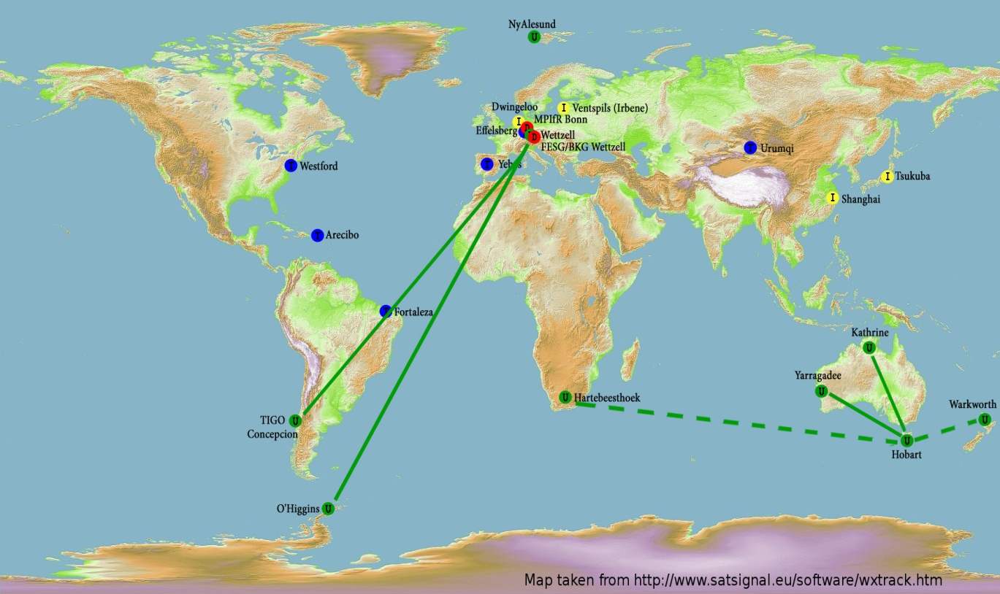 NyAlesund
U
Dwingeloo
I
I
Ventspils (Irbene)
MPIfR Bonn
D
Effelsberg
D
Wettzell
FESG/BKG Wettzell
I
Urumqi
I
Westford
I
Yebes
I
Tsukuba
I
Shanghai
I
Arecibo
I
Fortaleza
Kathrine
U
Yarragadee
U
U
Hartebeesthoek
Warkworth
U
TIGO
Concepcion
U
U
Hobart
O'Higgins
U
Map taken from http://www.satsignal.eu/software/wxtrack.htm